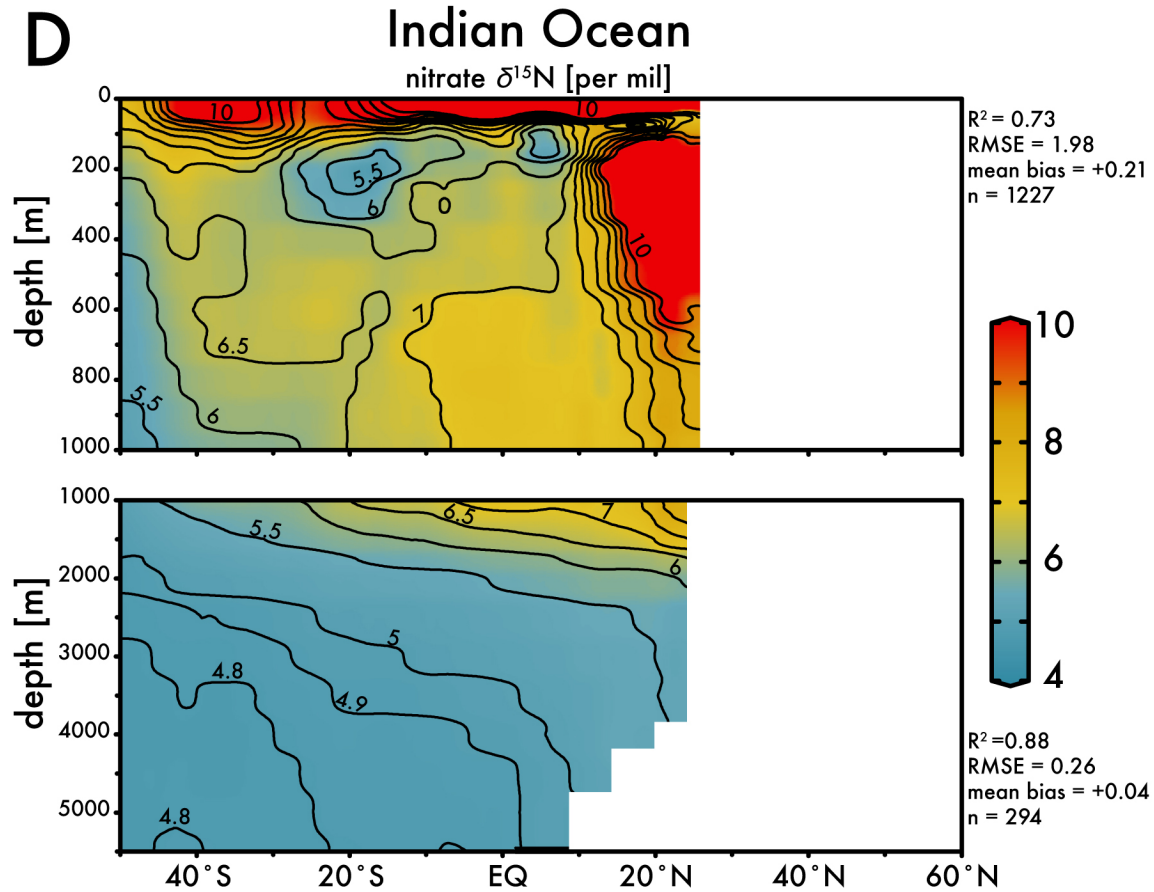 D
Indian Ocean
nitrate δ¹⁵N [per mil]
0
200
400
600
800
1000
depth [m]
10
10
5.5
6
0
10
7
6.5
6
5.5
R² = 0.73
RMSE = 1.98
mean bias = +0.21
n = 1227
10
8
6
4
1000
2000
3000
4000
5000
depth [m]
5.5
6.5
7
6
5
4.8
4.9
4.8
R² =0.88
RMSE = 0.26
mean bias = +0.04
n = 294
40°S
20°S
EQ
20°N
40°N
60°N